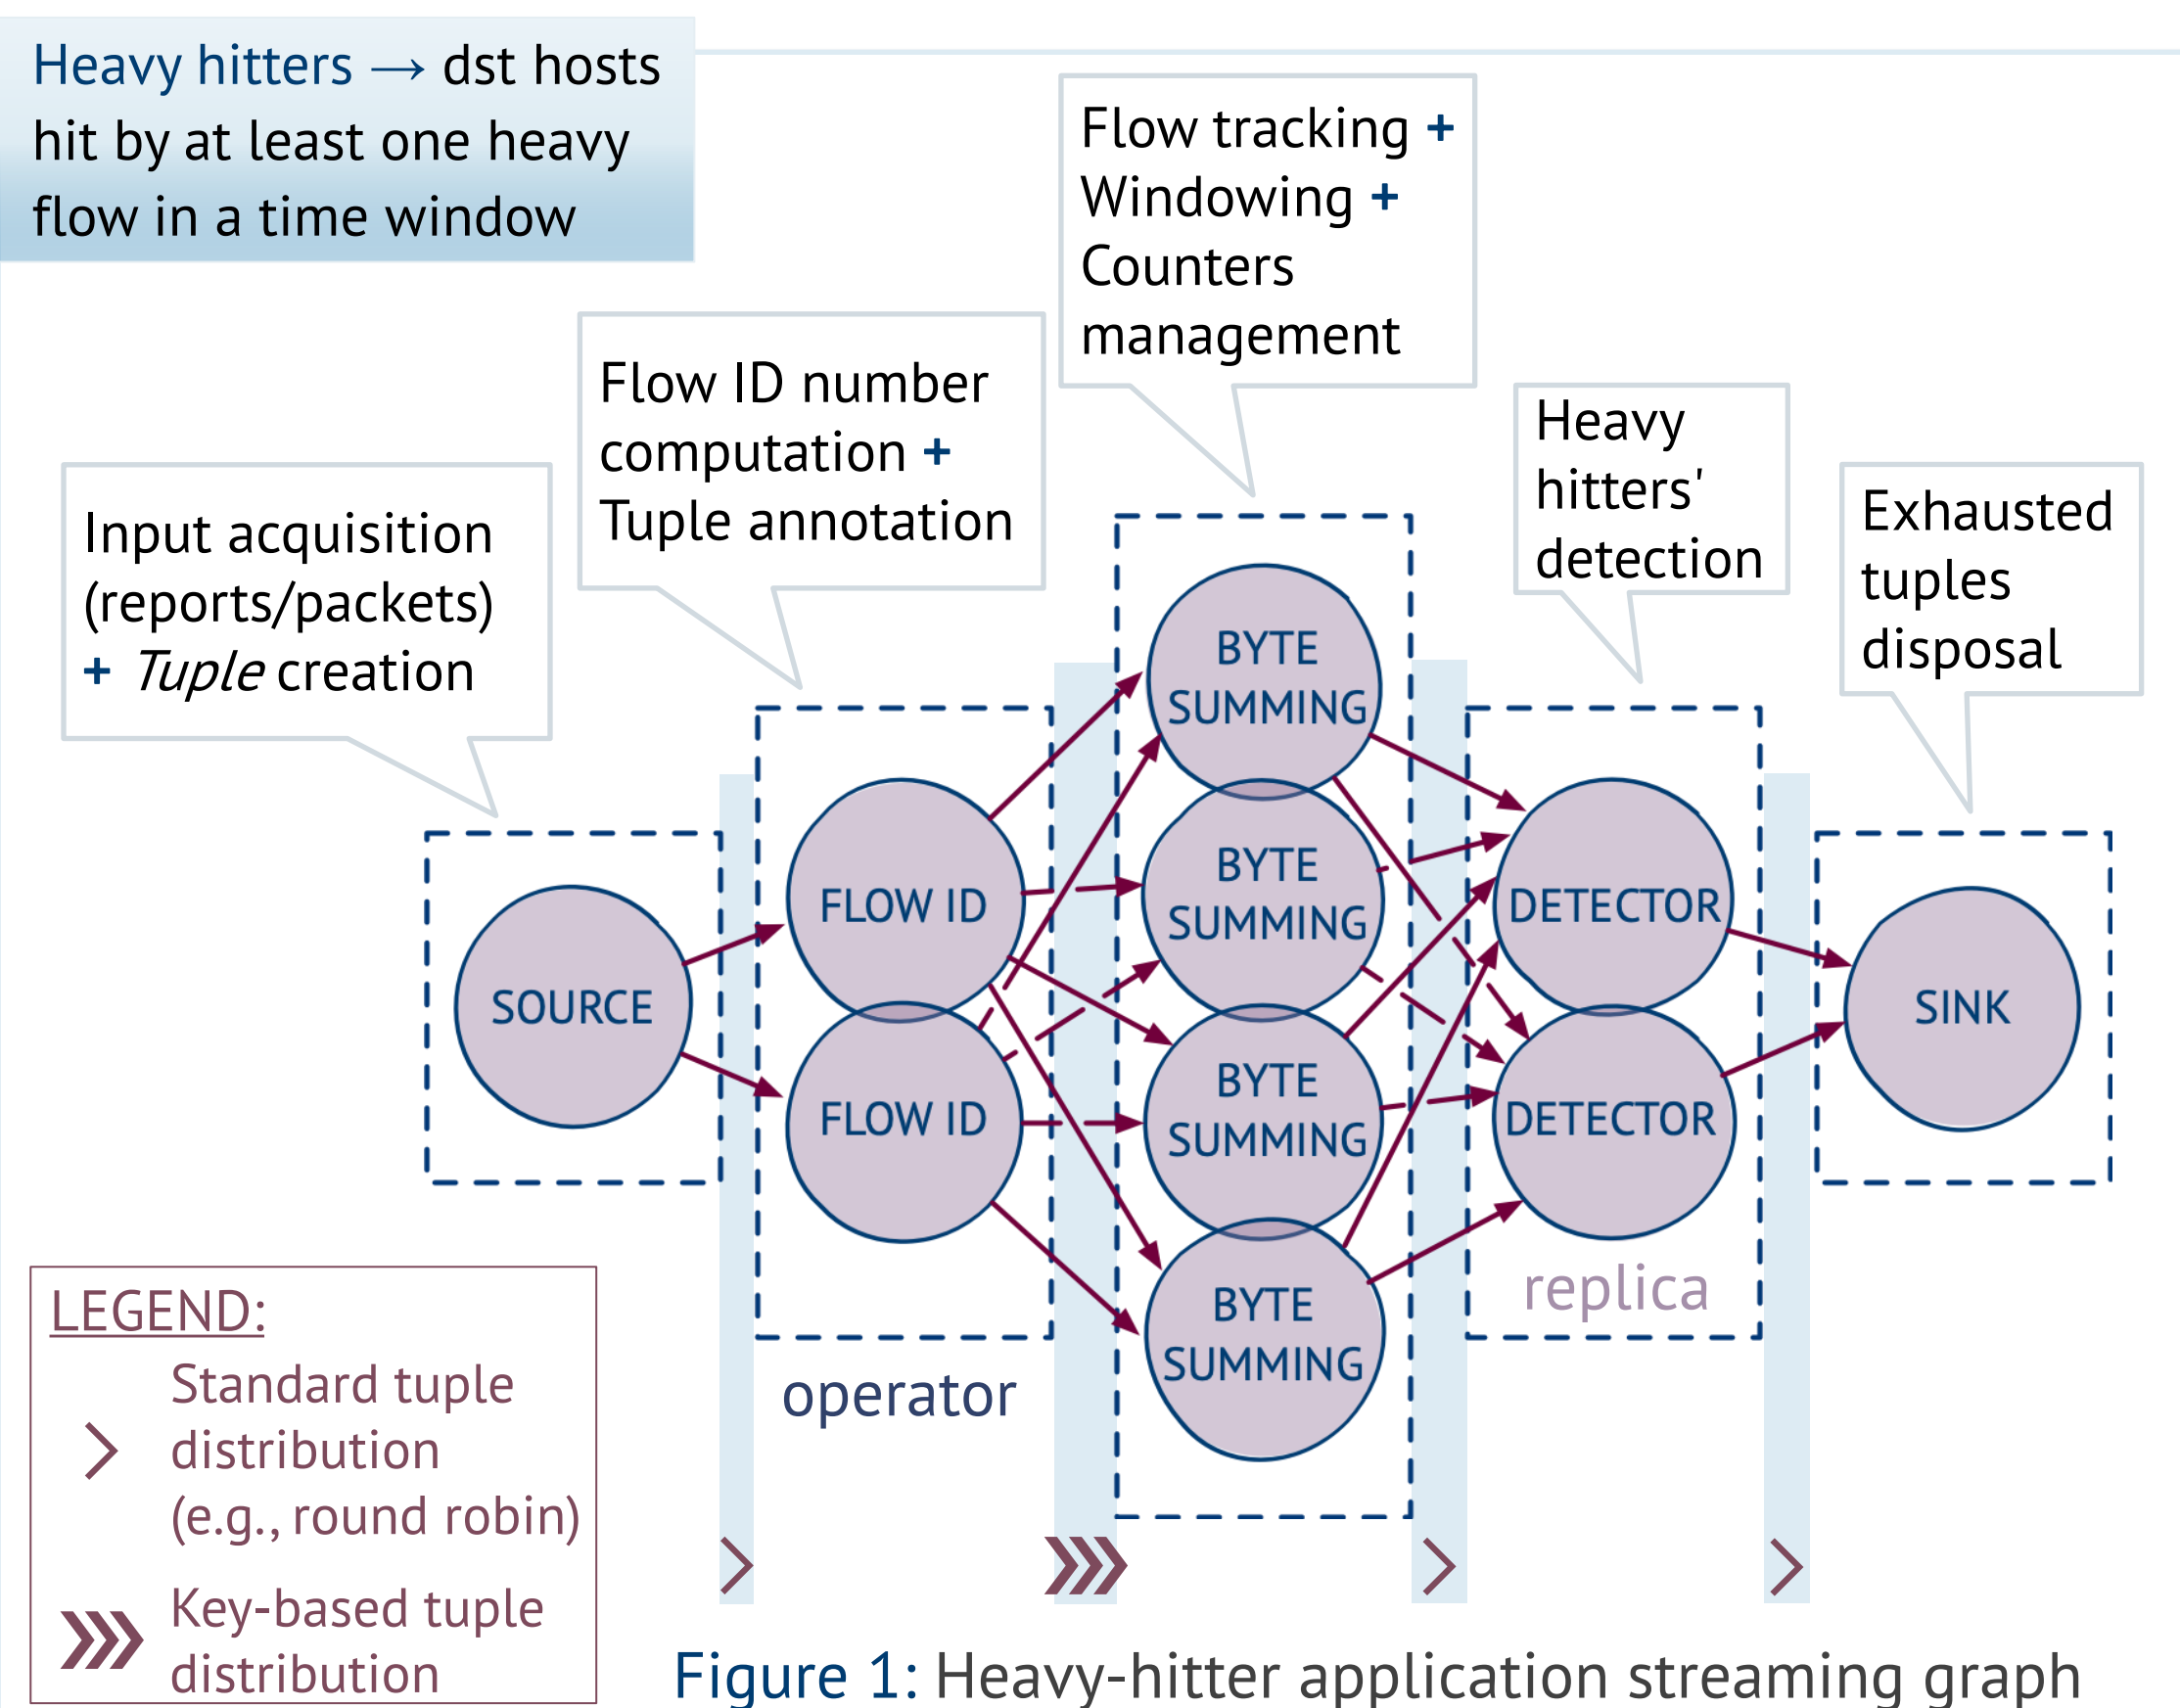 Heavy hitters → dst hosts
hit by at least one heavy
flow in a time window
Input acquisition
(reports/packets)
+ Tuple creation
Flow ID number
computation +
Tuple annotation
Flow tracking +
Windowing +
Counters
management
Heavy
hitters'
detection
Exhausted
tuples
disposal
SOURCE
FLOW ID
FLOW ID
operator
BYTE
SUMMING
BYTE
SUMMING
BYTE
SUMMING
BYTE
SUMMING
DETECTOR
DETECTOR
replica
SINK
LEGEND:
Standard tuple
distribution
(e.g., round robin)
Key-based tuple
distribution
Figure 1: Heavy-hitter application streaming graph